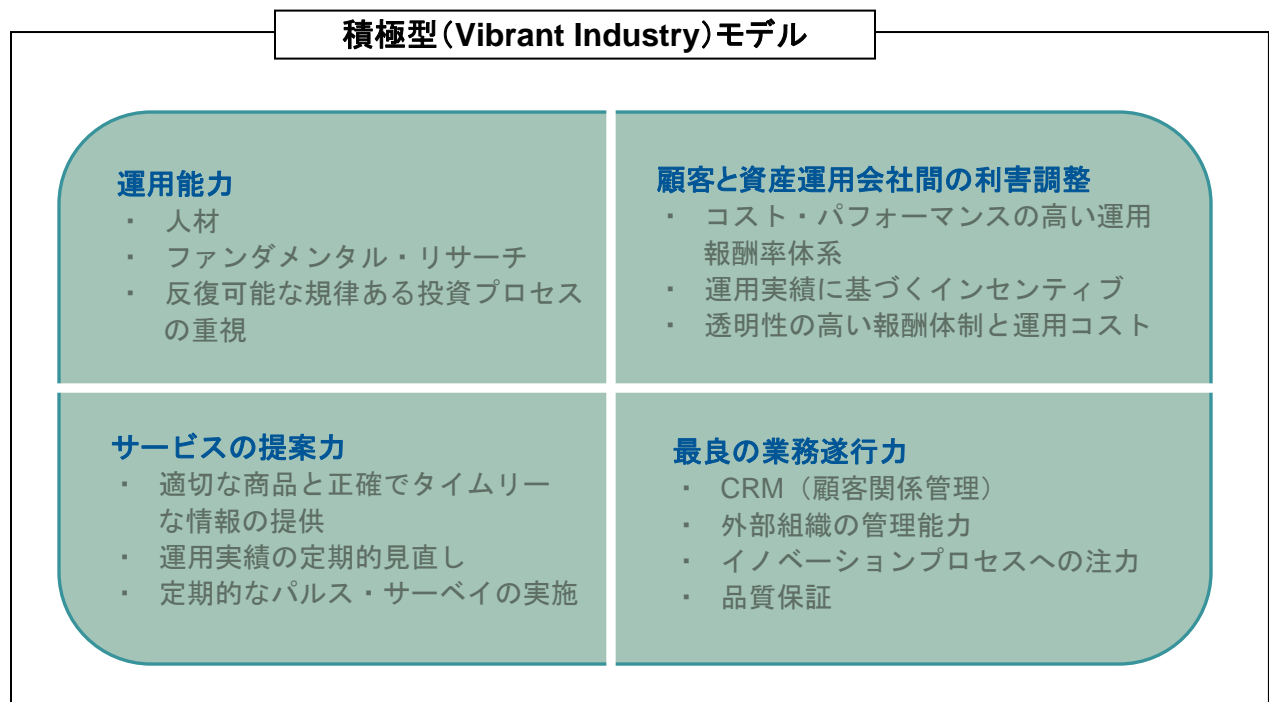 積極型（Vibrant Industry）モデル
運用能力
・ 人材
・ ファンダメンタル・リサーチ
・ 反復可能な規律ある投資プロセス
の重視
顧客と資産運用会社間の利害調整
・ コスト・パフォーマンスの高い運用
報酬率体系
・ 運用実績に基づくインセンティブ
・ 透明性の高い報酬体制と運用コスト
サービスの提案力
・ 適切な商品と正確でタイムリー
な情報の提供
・ 運用実績の定期的見直し
・ 定期的なパルス・サーベイの実施
最良の業務遂行力
・ CRM（顧客関係管理）
・ 外部組織の管理能力
・ イノベーションプロセスへの注力
・ 品質保証